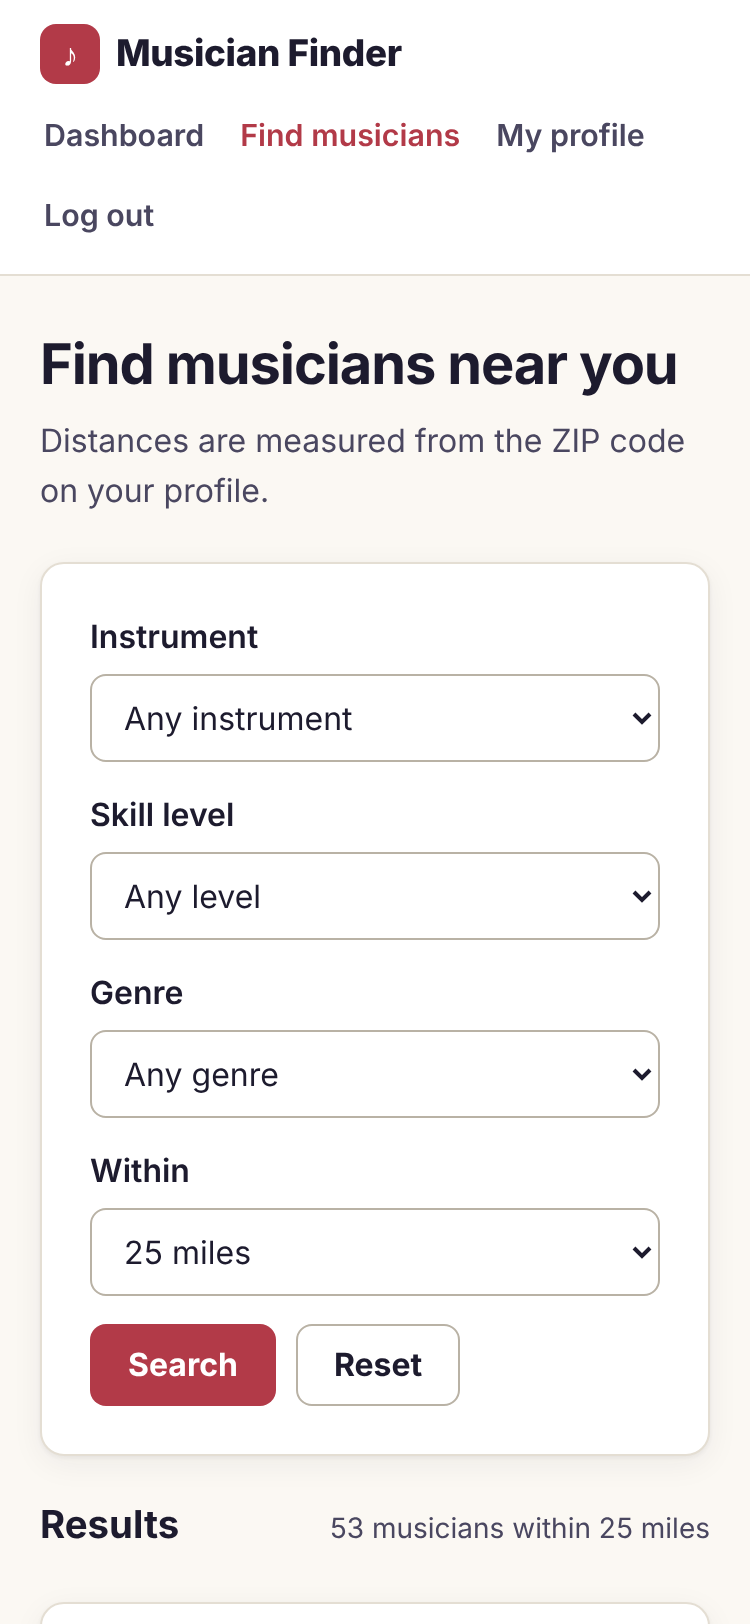 ♪ Musician Finder
Dashboard Find musicians My profile
Log out
Find musicians near you
Distances are measured from the ZIP code
on your profile.
Instrument
Any instrument
Skill level
Any level
Genre
Any genre
Within
25 miles
Search Reset
Results 53 musicians within 25 miles